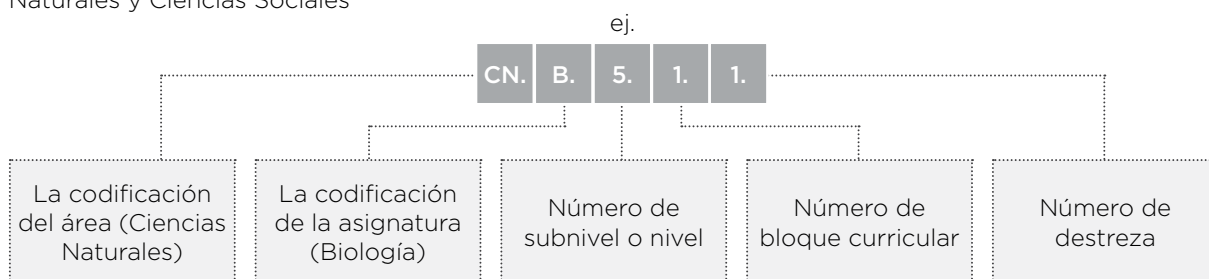 Naturales y Ciencias Sociales
ej.
CN. B. 5. 1. 1.
La codificación
del área (Ciencias
Naturales)
La codificación
de la asignatura
(Biología)
Número de
subnivel o nivel
Número de
bloque curricular
Número de
destreza